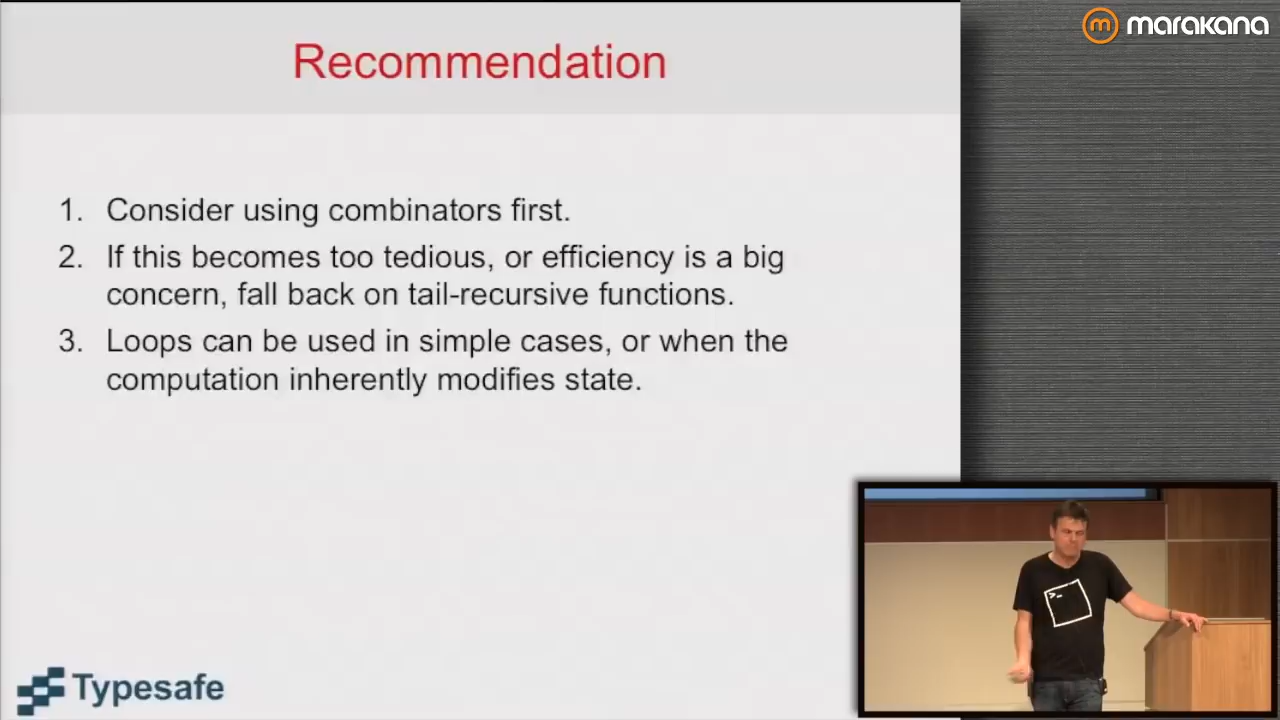 marakana
Recommendation
1. Consider using combinators first.
2. If this becomes too tedious, or efficiency is a big
concern, fall back on tail-recursive functions.
3. Loops can be used in simple cases, or when the
computation inherently modifies state.
>_
Typesafe